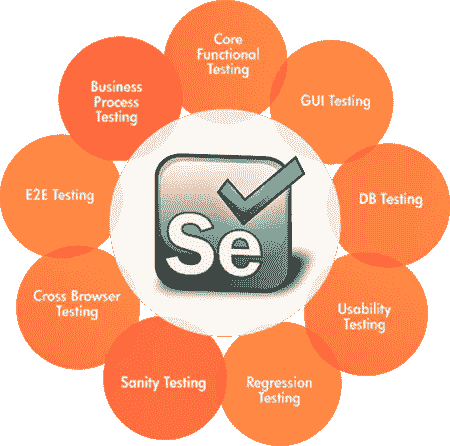 Core
Functional
Testing
GUI Testing
DB Testing
Usability
Testing
Regression
Testing
Sanity Testing
Cross Browser
Testing
E2E Testing
Business
Process
Testing
Se